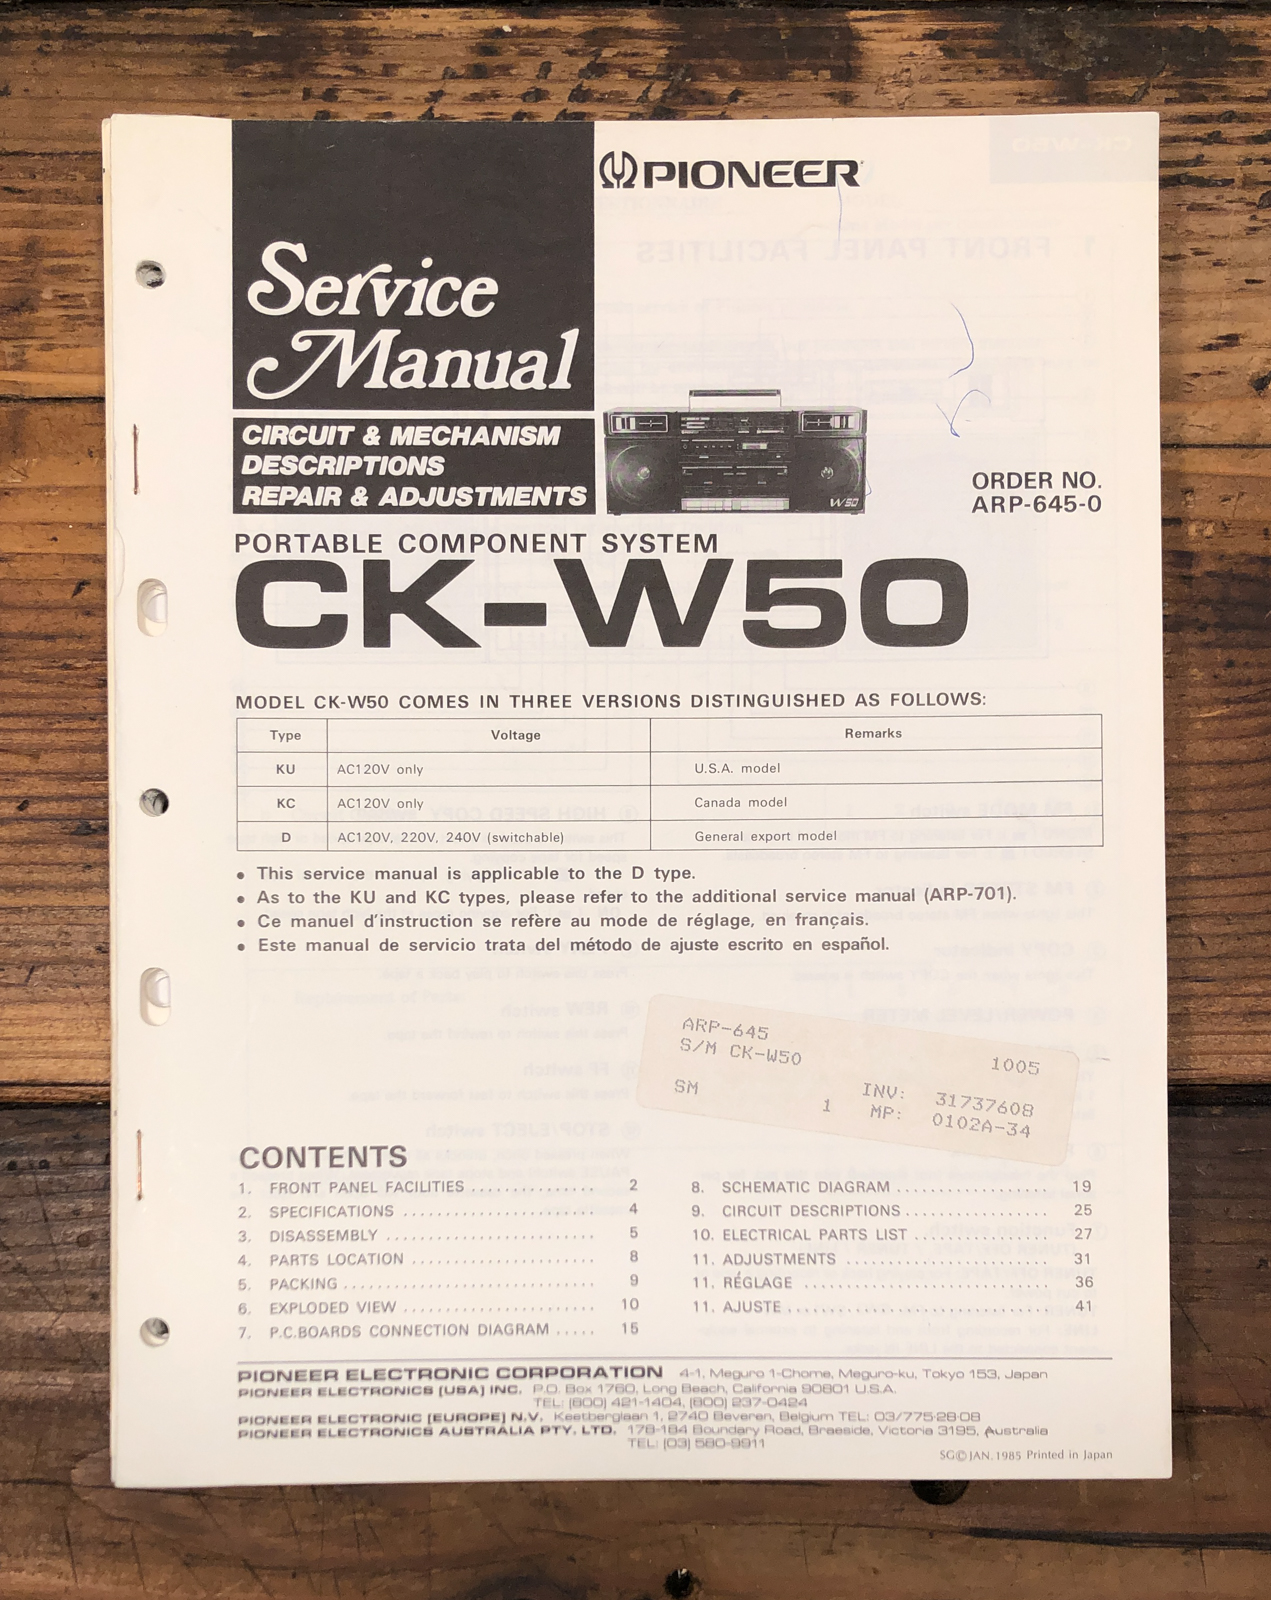 PIONEER
Service
Manual
CIRCUIT & MECHANISM
DESCRIPTIONS
REPAIR & ADJUSTMENTS
W50
ORDER NO.
ARP-645-0
PORTABLE COMPONENT SYSTEM
CK-W50
MODEL CK-W50 COMES IN THREE VERSIONS DISTINGUISHED AS FOLLOWS:
Type Voltage Remarks
KU AC120V only U.S.A. model
KC AC120V only Canada model
D AC120V, 220V, 240V (switchable) General export model
• This service manual is applicable to the D type.
• As to the KU and KC types, please refer to the additional service manual (ARP-701).
• Ce manuel d'instruction se refère au mode de réglage, en français.
• Este manual de servicio trata del método de ajuste escrito en español.
ARP-645
S/M CK-W50 1005
SM INV: 31737608
1 MP: 0102A-34
CONTENTS
1. FRONT PANEL FACILITIES ............... 2
2. SPECIFICATIONS ...................... 4
3. DISASSEMBLY ........................ 5
4. PARTS LOCATION ..................... 8
5. PACKING ............................ 9
6. EXPLODED VIEW ...................... 10
7. P.C.BOARDS CONNECTION DIAGRAM ..... 15
8. SCHEMATIC DIAGRAM ................. 19
9. CIRCUIT DESCRIPTIONS ................ 25
10. ELECTRICAL PARTS LIST ............... 27
11. ADJUSTMENTS ...................... 31
11. RÉGLAGE ........................... 36
11. AJUSTE ............................. 41
PIONEER ELECTRONIC CORPORATION 4-1, Meguro 1-Chome, Meguro-ku, Tokyo 153, Japan
PIONEER ELECTRONICS [USA] INC. P.O. Box 1760, Long Beach, California 90801 U.S.A.
TEL: [800] 421-1404, [800] 237-0424
PIONEER ELECTRONIC [EUROPE] N.V. Keetberglaan 1, 2740 Beveren, Belgium TEL: 03/775·28·08
PIONEER ELECTRONICS AUSTRALIA PTY. LTD. 178-184 Boundary Road, Braeside, Victoria 3195, Australia
TEL: [03] 580-9911
SG © JAN. 1985 Printed in Japan